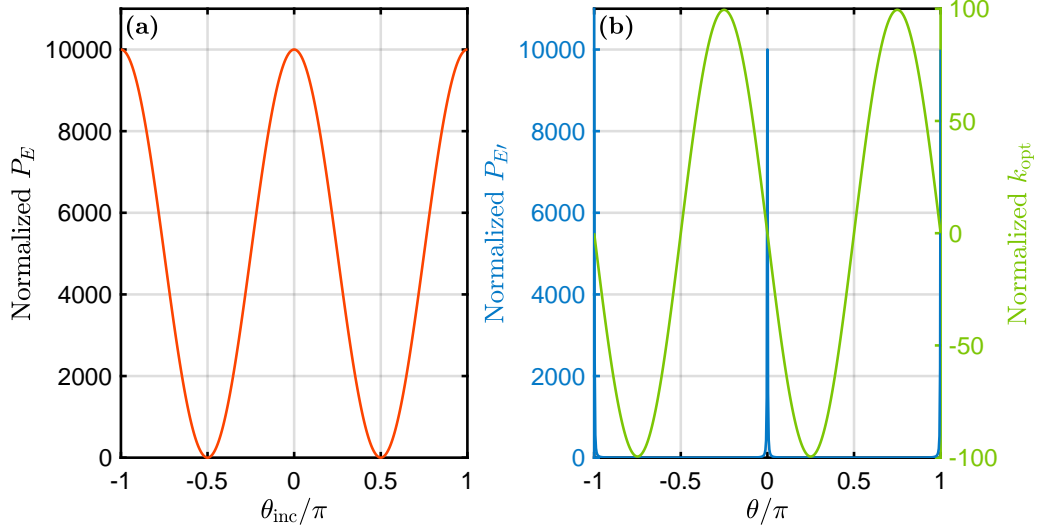 (a)
Normalized P_E
10000
8000
6000
4000
2000
0
-1 -0.5 0 0.5 1
θ_inc/π
(b)
Normalized P_E′
10000
8000
6000
4000
2000
0
-1 -0.5 0 0.5 1
θ/π
100
50
0
-50
-100
Normalized k_opt